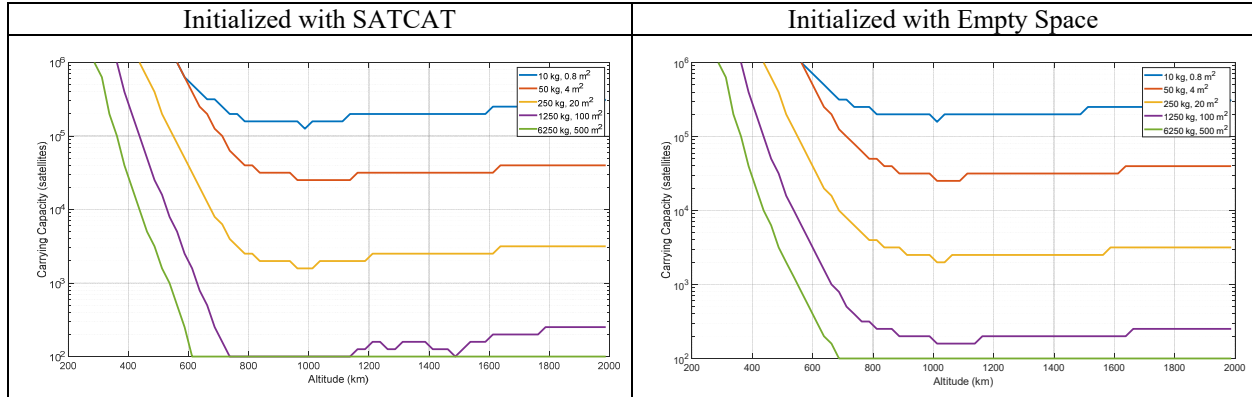 Initialized with SATCAT
Initialized with Empty Space
10^6
10^5
10^4
10^3
10^2
Carrying Capacity (satellites)
200 400 600 800 1000 1200 1400 1600 1800 2000
Altitude (km)
10 kg, 0.8 m^2
50 kg, 4 m^2
250 kg, 20 m^2
1250 kg, 100 m^2
6250 kg, 500 m^2
10^6
10^5
10^4
10^3
10^2
Carrying Capacity (satellites)
200 400 600 800 1000 1200 1400 1600 1800 2000
Altitude (km)
10 kg, 0.8 m^2
50 kg, 4 m^2
250 kg, 20 m^2
1250 kg, 100 m^2
6250 kg, 500 m^2